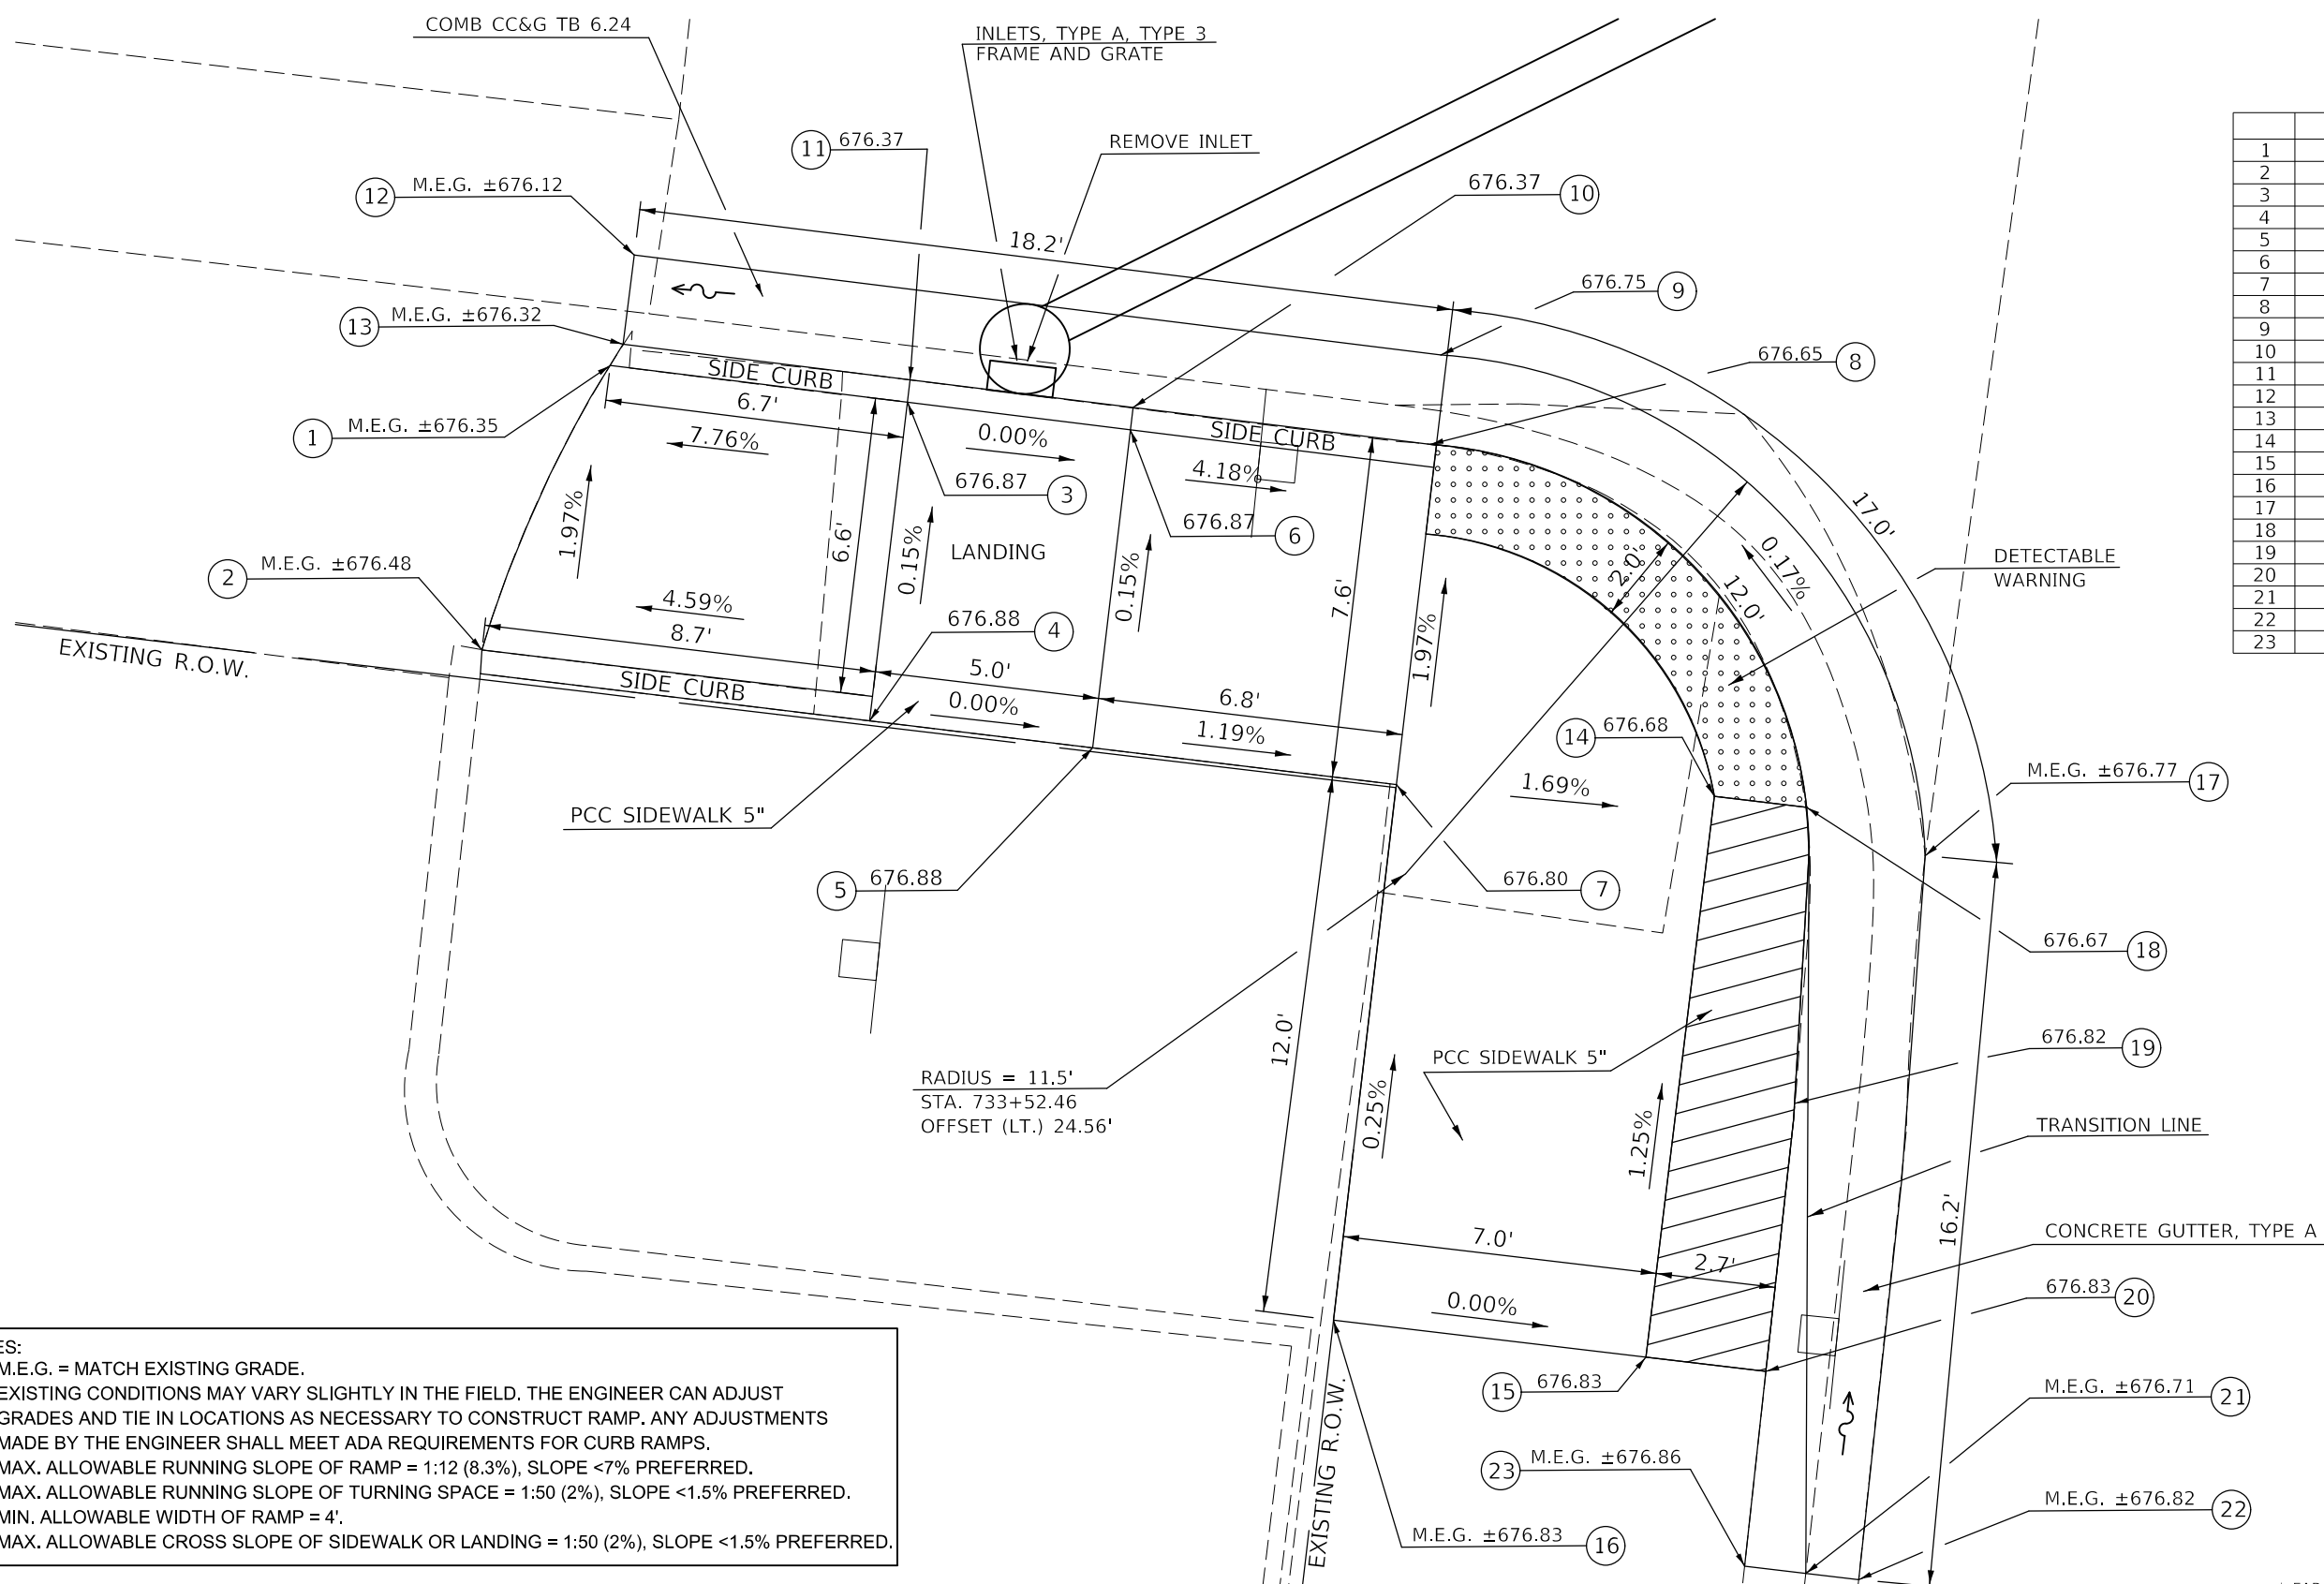 COMB CC&G TB 6.24
INLETS, TYPE A, TYPE 3
FRAME AND GRATE
REMOVE INLET
11 676.37
12 M.E.G. ±676.12
676.37 10
18.2'
676.75 9
13 M.E.G. ±676.32
676.65 8
SIDE CURB
6.7'
7.76%
1 M.E.G. ±676.35
0.00%
SIDE CURB
4.18%
676.87 3
676.87 6
17.0'
1.97%
6.6'
0.15%
LANDING
0.15%
7.6'
2.0'
0.17%
12.0'
DETECTABLE
WARNING
2 M.E.G. ±676.48
4.59%
8.7'
676.88 4
1.97%
EXISTING R.O.W.
SIDE CURB
5.0'
0.00%
6.8'
1.19%
14 676.68
1.69%
M.E.G. ±676.77 17
PCC SIDEWALK 5"
5 676.88
676.80 7
676.67 18
12.0'
PCC SIDEWALK 5"
676.82 19
RADIUS = 11.5'
STA. 733+52.46
OFFSET (LT.) 24.56'
0.25%
1.25%
TRANSITION LINE
16.2'
CONCRETE GUTTER, TYPE A
7.0'
2.7'
0.00%
676.83 20
15 676.83
M.E.G. ±676.71 21
23 M.E.G. ±676.86
M.E.G. ±676.82 22
EXISTING R.O.W.
M.E.G. ±676.83 16
ES:
M.E.G. = MATCH EXISTING GRADE.
EXISTING CONDITIONS MAY VARY SLIGHTLY IN THE FIELD. THE ENGINEER CAN ADJUST
GRADES AND TIE IN LOCATIONS AS NECESSARY TO CONSTRUCT RAMP. ANY ADJUSTMENTS
MADE BY THE ENGINEER SHALL MEET ADA REQUIREMENTS FOR CURB RAMPS.
MAX. ALLOWABLE RUNNING SLOPE OF RAMP = 1:12 (8.3%), SLOPE <7% PREFERRED.
MAX. ALLOWABLE RUNNING SLOPE OF TURNING SPACE = 1:50 (2%), SLOPE <1.5% PREFERRED.
MIN. ALLOWABLE WIDTH OF RAMP = 4'.
MAX. ALLOWABLE CROSS SLOPE OF SIDEWALK OR LANDING = 1:50 (2%), SLOPE <1.5% PREFERRED.
1
2
3
4
5
6
7
8
9
10
11
12
13
14
15
16
17
18
19
20
21
22
23